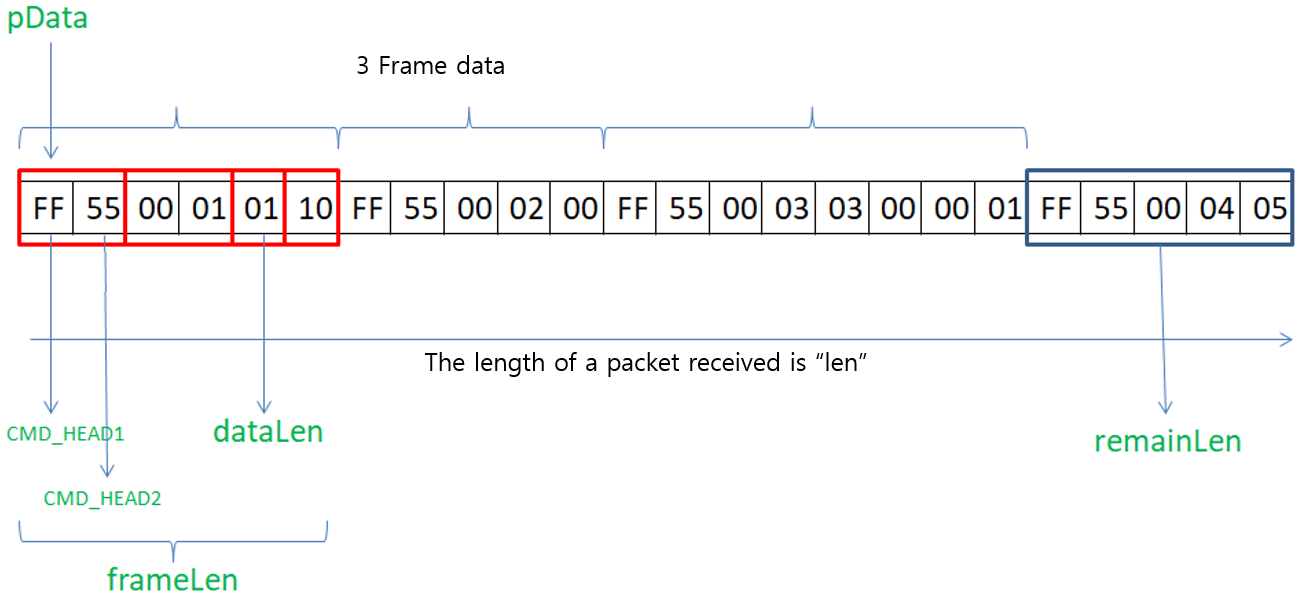 pData
3 Frame data
FF 55 00 01 01 10 FF 55 00 02 00 FF 55 00 03 03 00 00 01 FF 55 00 04 05
The length of a packet received is “len”
CMD_HEAD1
dataLen
remainLen
CMD_HEAD2
frameLen